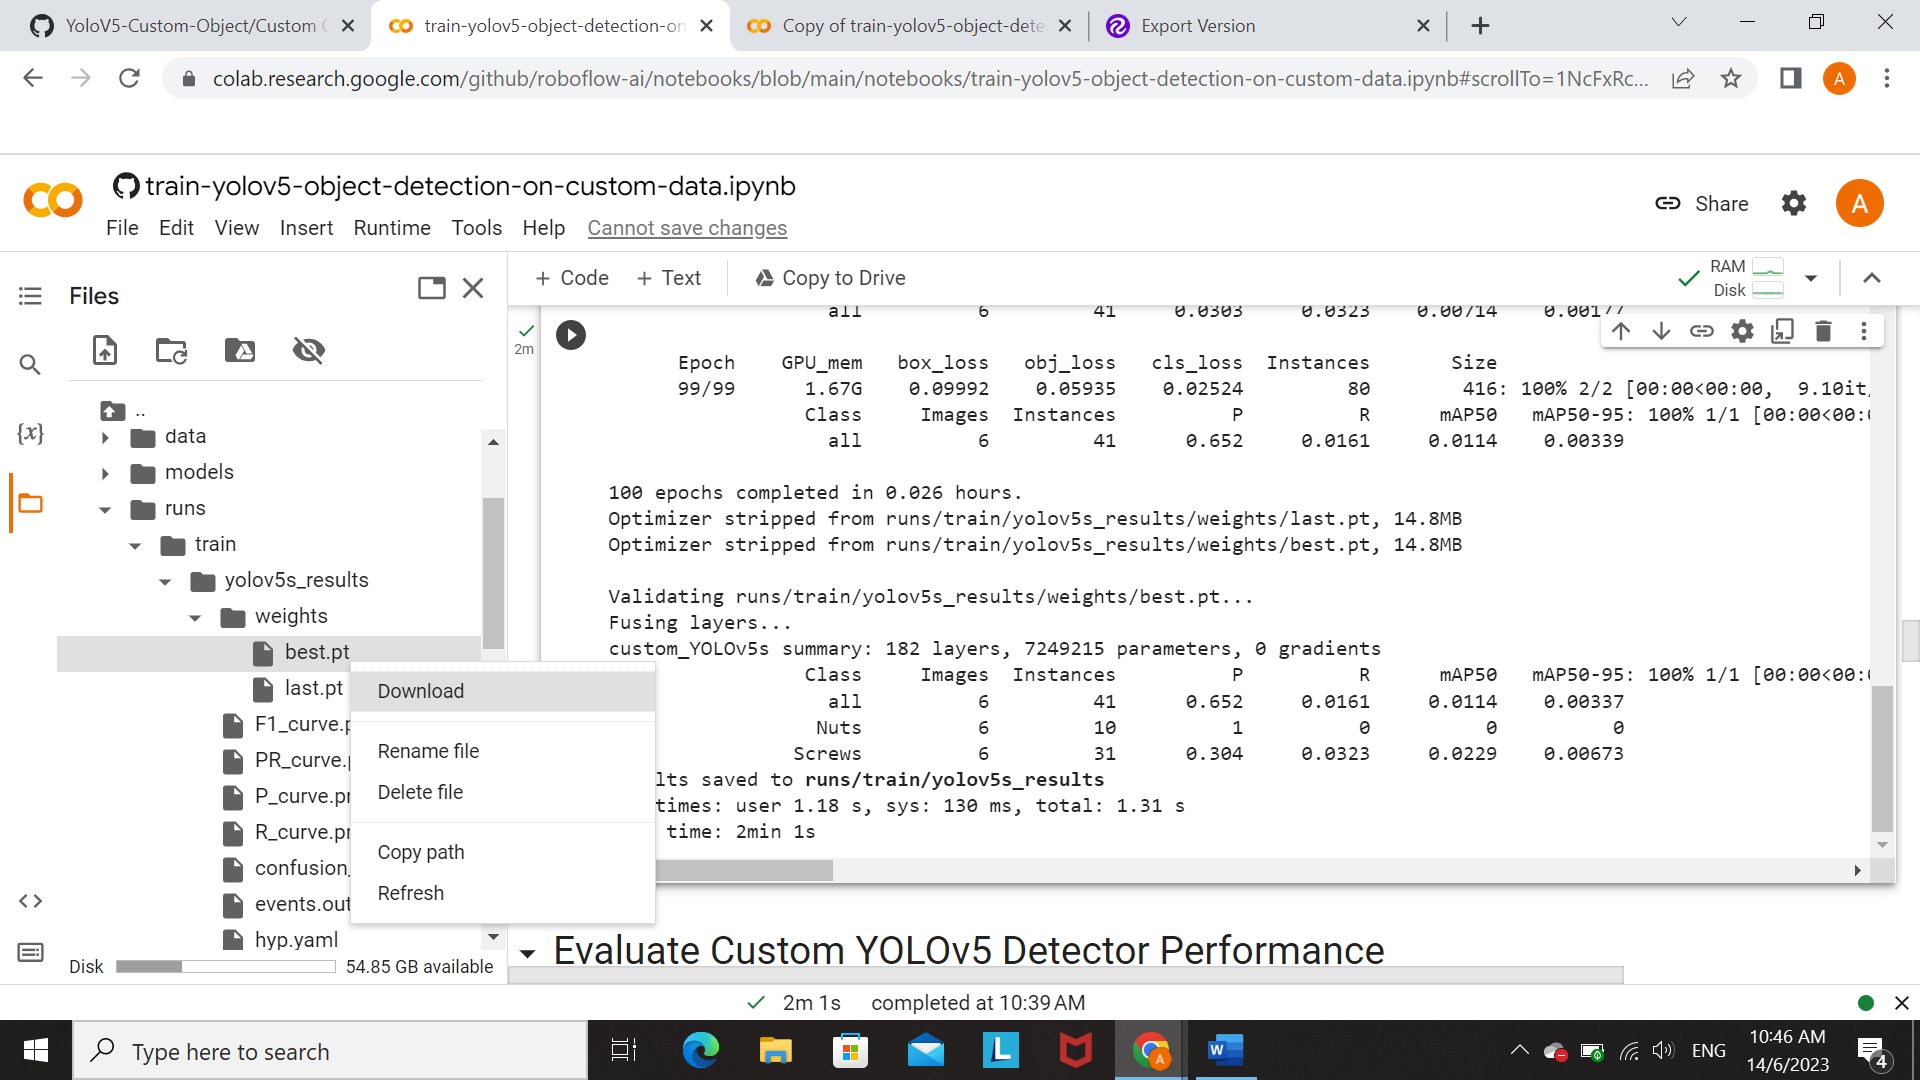 YoloV5-Custom-Object/Custom
train-yolov5-object-detection-on
Copy of train-yolov5-object-dete
Export Version
colab.research.google.com/github/roboflow-ai/notebooks/blob/main/notebooks/train-yolov5-object-detection-on-custom-data.ipynb#scrollTo=1NcFxRc...
A
train-yolov5-object-detection-on-custom-data.ipynb
File Edit View Insert Runtime Tools Help Cannot save changes
Share
A
Files
+ Code + Text Copy to Drive
RAM
Disk
..
data
models
runs
train
yolov5s_results
weights
best.pt
last.pt
F1_curve.p
PR_curve.p
P_curve.pr
R_curve.pr
confusion_
events.out
hyp.yaml
Disk 54.85 GB available
{x}
Download
Rename file
Delete file
Copy path
Refresh
2m
all 6 41 0.0303 0.0323 0.00714 0.00177
Epoch GPU_mem box_loss obj_loss cls_loss Instances Size
99/99 1.67G 0.09992 0.05935 0.02524 80 416: 100% 2/2 [00:00<00:00, 9.10it/
Class Images Instances P R mAP50 mAP50-95: 100% 1/1 [00:00<00:0
all 6 41 0.652 0.0161 0.0114 0.00339
100 epochs completed in 0.026 hours.
Optimizer stripped from runs/train/yolov5s_results/weights/last.pt, 14.8MB
Optimizer stripped from runs/train/yolov5s_results/weights/best.pt, 14.8MB
Validating runs/train/yolov5s_results/weights/best.pt...
Fusing layers...
custom_YOLOv5s summary: 182 layers, 7249215 parameters, 0 gradients
Class Images Instances P R mAP50 mAP50-95: 100% 1/1 [00:00<00:0
all 6 41 0.652 0.0161 0.0114 0.00337
Nuts 6 10 1 0 0 0
Screws 6 31 0.304 0.0323 0.0229 0.00673
lts saved to runs/train/yolov5s_results
times: user 1.18 s, sys: 130 ms, total: 1.31 s
time: 2min 1s
Evaluate Custom YOLOv5 Detector Performance
2m 1s completed at 10:39 AM
Type here to search
L
W
A
ENG
10:46 AM
14/6/2023
4